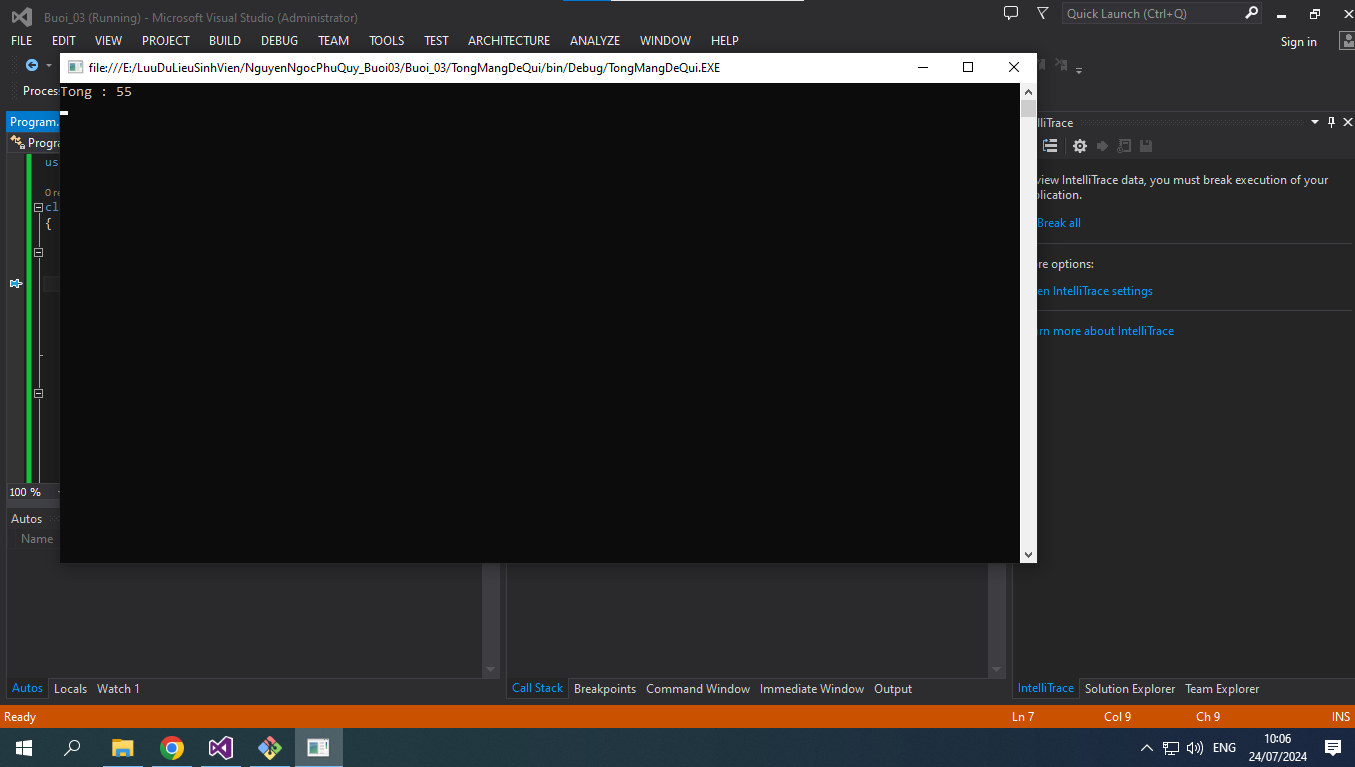 Buoi_03 (Running) - Microsoft Visual Studio (Administrator)
Quick Launch (Ctrl+Q)
FILE EDIT VIEW PROJECT BUILD DEBUG TEAM TOOLS TEST ARCHITECTURE ANALYZE WINDOW HELP
Sign in
file:///E:/LuuDuLieuSinhVien/NguyenNgocPhuQuy_Buoi03/Buoi_03/TongMangDeQui/bin/Debug/TongMangDeQui.EXE
Proces
Tong : 55
Program.
Progra
us
0 re
cl
{
100 %
Autos
Name
lliTrace
view IntelliTrace data, you must break execution of your
plication.
Break all
re options:
en IntelliTrace settings
rn more about IntelliTrace
Autos Locals Watch 1
Call Stack Breakpoints Command Window Immediate Window Output
IntelliTrace Solution Explorer Team Explorer
Ready
Ln 7 Col 9 Ch 9 INS
ENG
10:06
24/07/2024